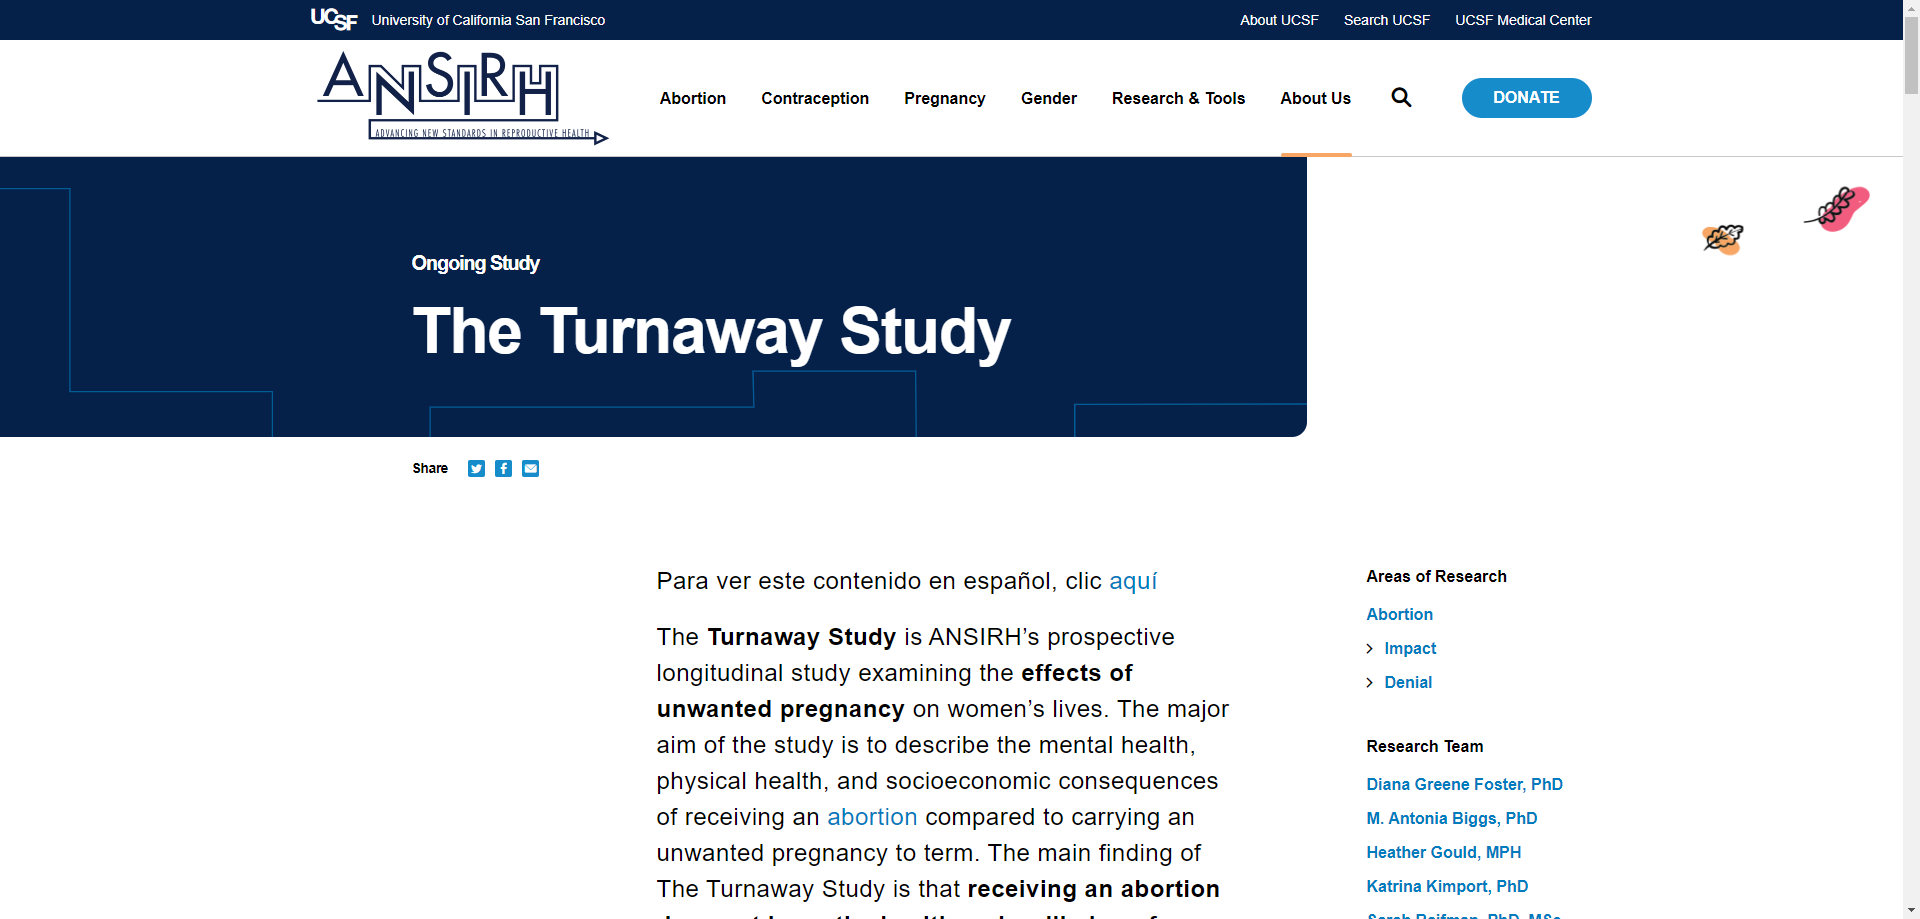 UCSF University of California San Francisco
About UCSF Search UCSF UCSF Medical Center
ANSIRH
ADVANCING NEW STANDARDS IN REPRODUCTIVE HEALTH
Abortion Contraception Pregnancy Gender Research & Tools About Us
DONATE
Ongoing Study
The Turnaway Study
Share
Para ver este contenido en español, clic aquí
The Turnaway Study is ANSIRH’s prospective
longitudinal study examining the effects of
unwanted pregnancy on women’s lives. The major
aim of the study is to describe the mental health,
physical health, and socioeconomic consequences
of receiving an abortion compared to carrying an
unwanted pregnancy to term. The main finding of
The Turnaway Study is that receiving an abortion
Areas of Research
Abortion
Impact
Denial
Research Team
Diana Greene Foster, PhD
M. Antonia Biggs, PhD
Heather Gould, MPH
Katrina Kimport, PhD
Sarah Raifman, PhD, MSc